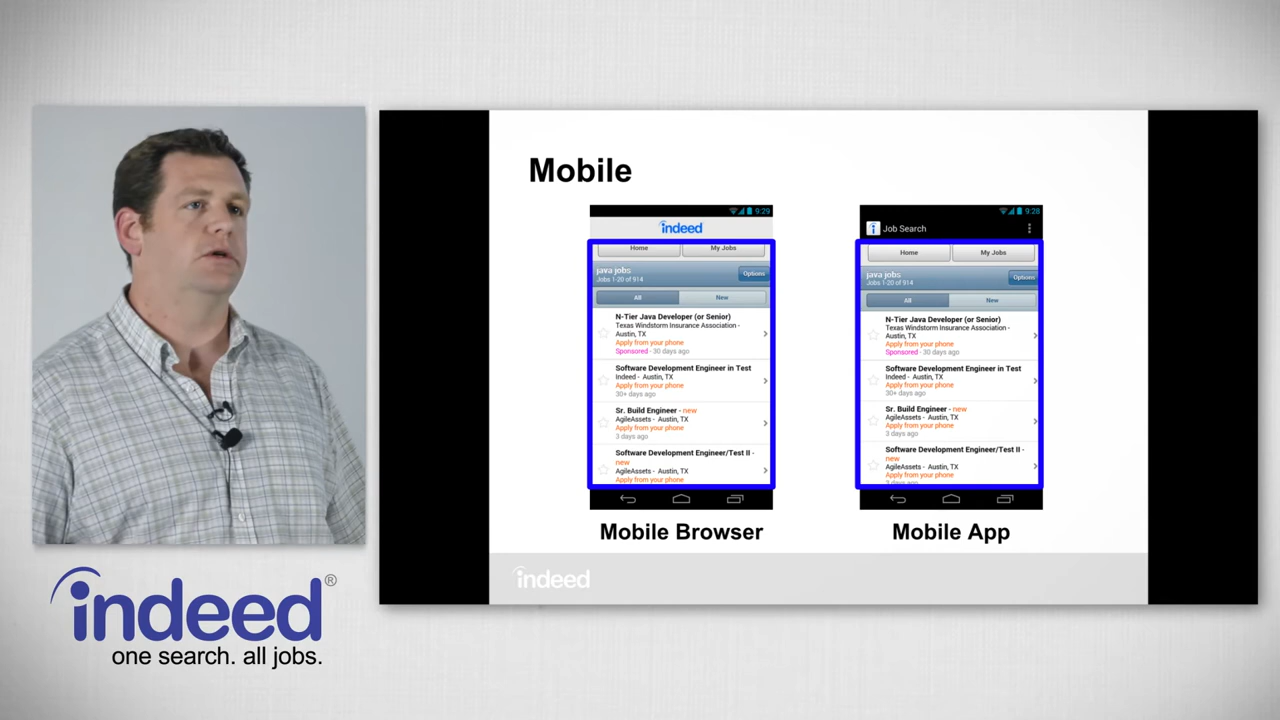 Mobile
9:29
indeed
Home My Jobs
java jobs
Jobs 1-20 of 914
Options
All New
N-Tier Java Developer (or Senior)
Texas Windstorm Insurance Association -
Austin, TX
Apply from your phone
Sponsored - 30 days ago
Software Development Engineer in Test
Indeed - Austin, TX
Apply from your phone
30+ days ago
Sr. Build Engineer - new
AgileAssets - Austin, TX
Apply from your phone
3 days ago
Software Development Engineer/Test II -
new
AgileAssets - Austin, TX
Apply from your phone
Mobile Browser
9:28
Job Search
Home My Jobs
java jobs
Jobs 1-20 of 914
Options
All New
N-Tier Java Developer (or Senior)
Texas Windstorm Insurance Association -
Austin, TX
Apply from your phone
Sponsored - 30 days ago
Software Development Engineer in Test
Indeed - Austin, TX
Apply from your phone
30+ days ago
Sr. Build Engineer - new
AgileAssets - Austin, TX
Apply from your phone
3 days ago
Software Development Engineer/Test II -
new
AgileAssets - Austin, TX
Apply from your phone
3 days ago
Mobile App
indeed
indeed®
one search. all jobs.